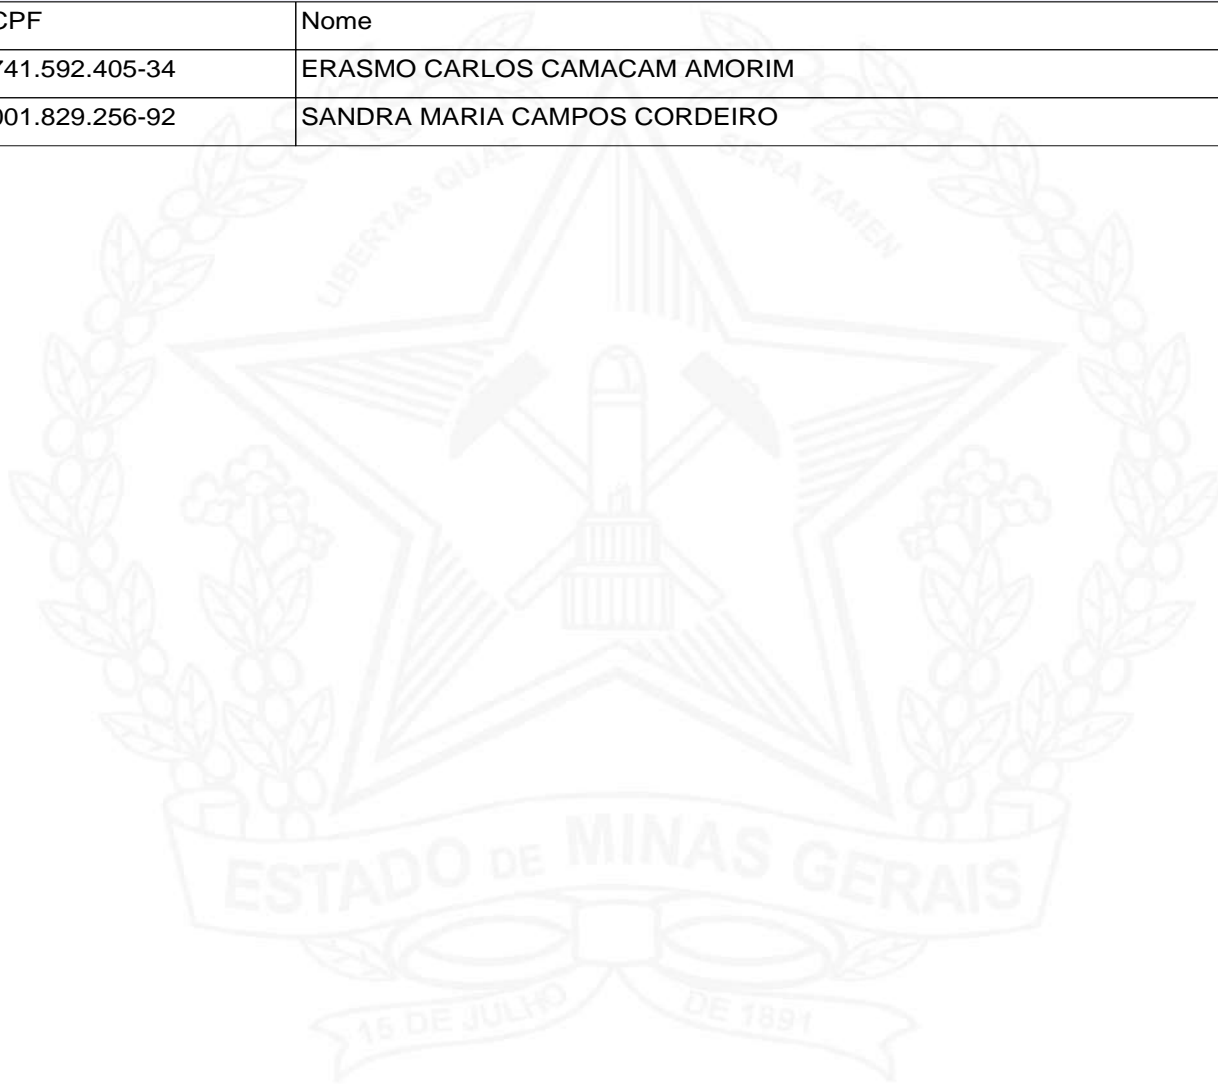 CPF Nome
741.592.405-34 ERASMO CARLOS CAMACAM AMORIM
001.829.256-92 SANDRA MARIA CAMPOS CORDEIRO
LIBERTAS QUAE SERA TAMEN
ESTADO DE MINAS GERAIS
15 DE JULHO DE 1891